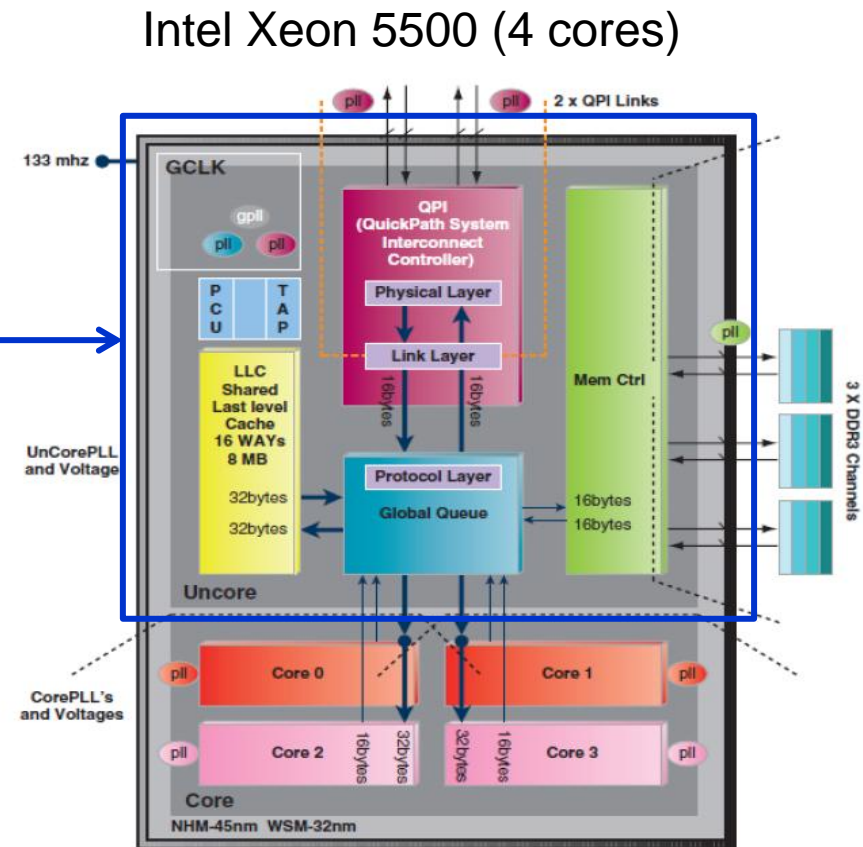 Intel Xeon 5500 (4 cores)
pll
pll
2 x QPI Links
133 mhz
GCLK
gpll
pll
pll
QPI
(QuickPath System
Interconnect
Controller)
Physical Layer
Link Layer
16bytes
16bytes
P
C
U
T
A
P
LLC
Shared
Last level
Cache
16 WAYs
8 MB
32bytes
32bytes
UnCorePLL
and Voltage
Protocol Layer
Global Queue
Mem Ctrl
16bytes
16bytes
pll
3 X DDR3 Channels
Uncore
CorePLL's
and Voltages
pll
Core 0
Core 1
pll
pll
Core 2
16bytes
32bytes
32bytes
16bytes
Core 3
pll
Core
NHM-45nm WSM-32nm